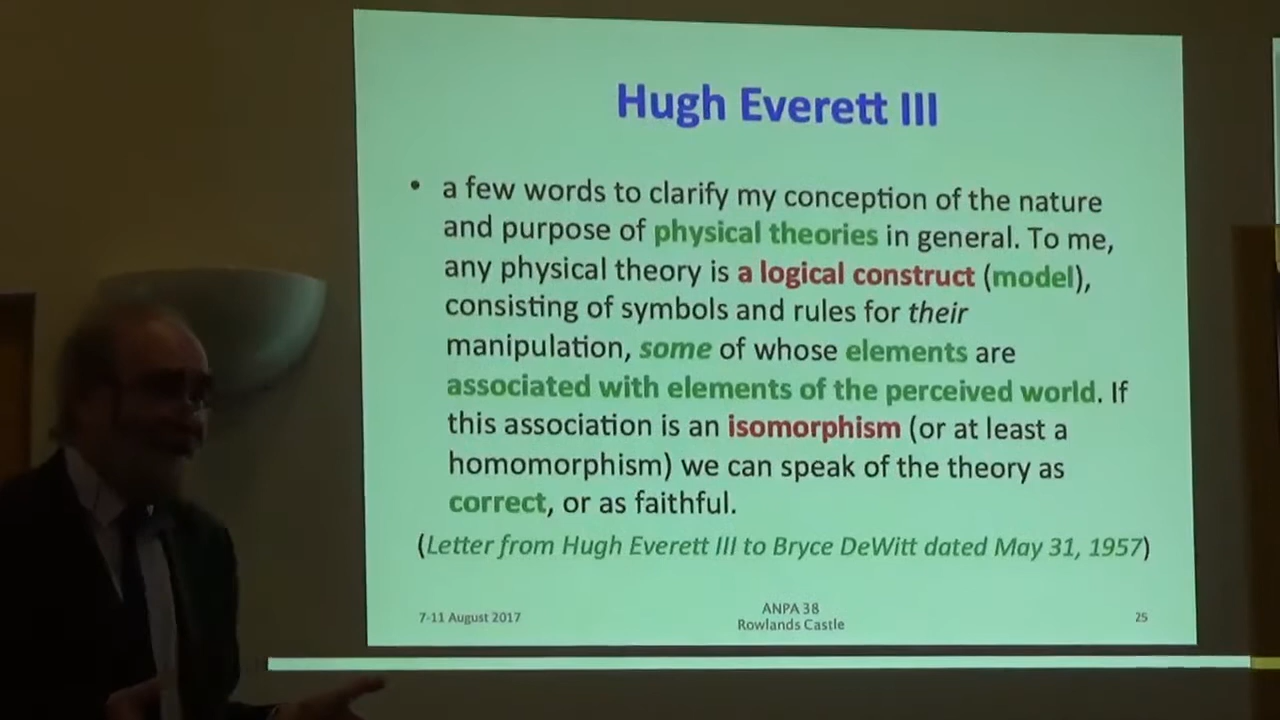 Hugh Everett III
• a few words to clarify my conception of the nature
and purpose of physical theories in general. To me,
any physical theory is a logical construct (model),
consisting of symbols and rules for their
manipulation, some of whose elements are
associated with elements of the perceived world. If
this association is an isomorphism (or at least a
homomorphism) we can speak of the theory as
correct, or as faithful.
(Letter from Hugh Everett III to Bryce DeWitt dated May 31, 1957)
7-11 August 2017
ANPA 38
Rowlands Castle
25